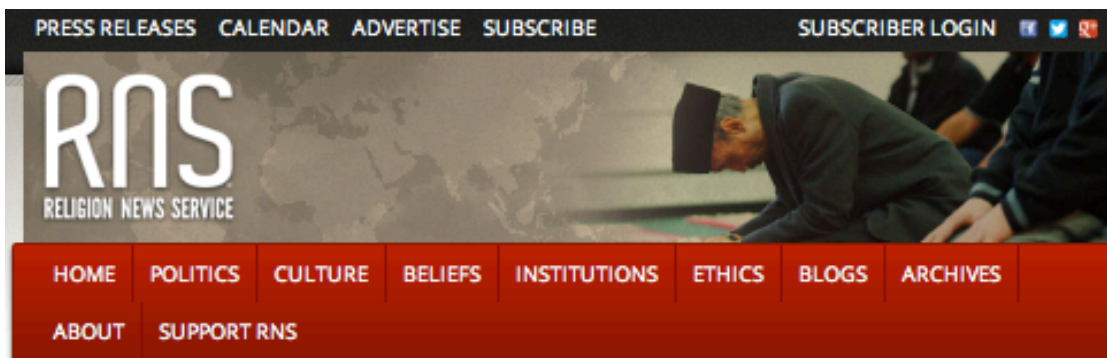 PRESS RELEASES CALENDAR ADVERTISE SUBSCRIBE SUBSCRIBER LOGIN
RNS
RELIGION NEWS SERVICE
HOME POLITICS CULTURE BELIEFS INSTITUTIONS ETHICS BLOGS ARCHIVES
ABOUT SUPPORT RNS